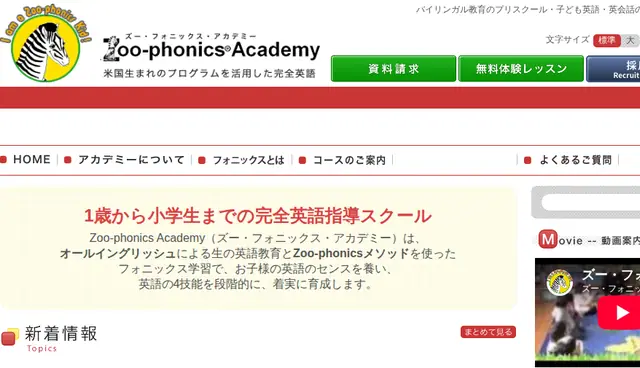 I am a Zoo-phonics Kid!
バイリンガル教育のプリスクール・子ども英語・英会話の
ズー・フォニックス・アカデミー
Zoo-phonics® Academy
米国生まれのプログラムを活用した完全英語
文字サイズ 標準 大
資料請求
無料体験レッスン
採
Recruit
HOME
アカデミーについて
フォニックスとは
コースのご案内
よくあるご質問
1歳から小学生までの完全英語指導スクール
Zoo-phonics Academy（ズー・フォニックス・アカデミー）は、
オールイングリッシュによる生の英語教育とZoo-phonicsメソッドを使った
フォニックス学習で、お子様の英語のセンスを養い、
英語の4技能を段階的に、着実に育成します。
Movie -- 動画案内
ズー・フォ
ズー・フォニ
新着情報
Topics
まとめて見る